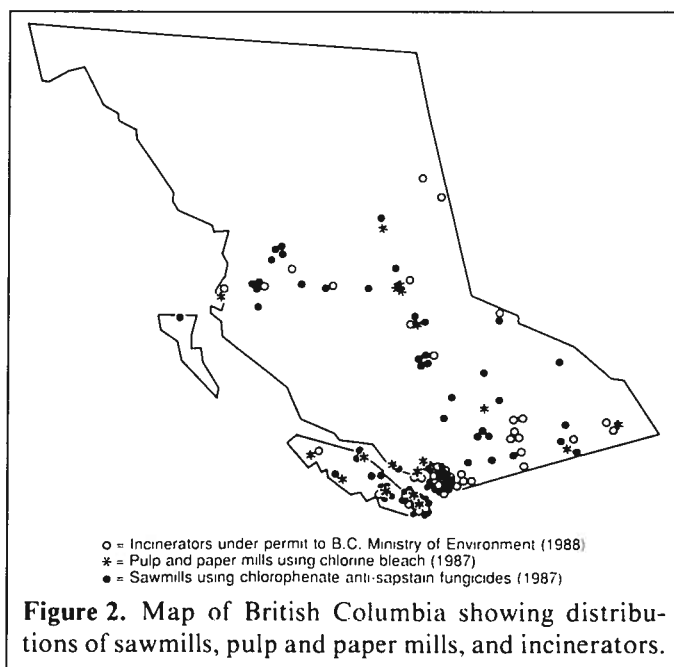 o = Incinerators under permit to B.C. Ministry of Environment (1988)
* = Pulp and paper mills using chlorine bleach (1987)
● = Sawmills using chlorophenate anti-sapstain fungicides (1987)
Figure 2. Map of British Columbia showing distribu-
tions of sawmills, pulp and paper mills, and incinerators.